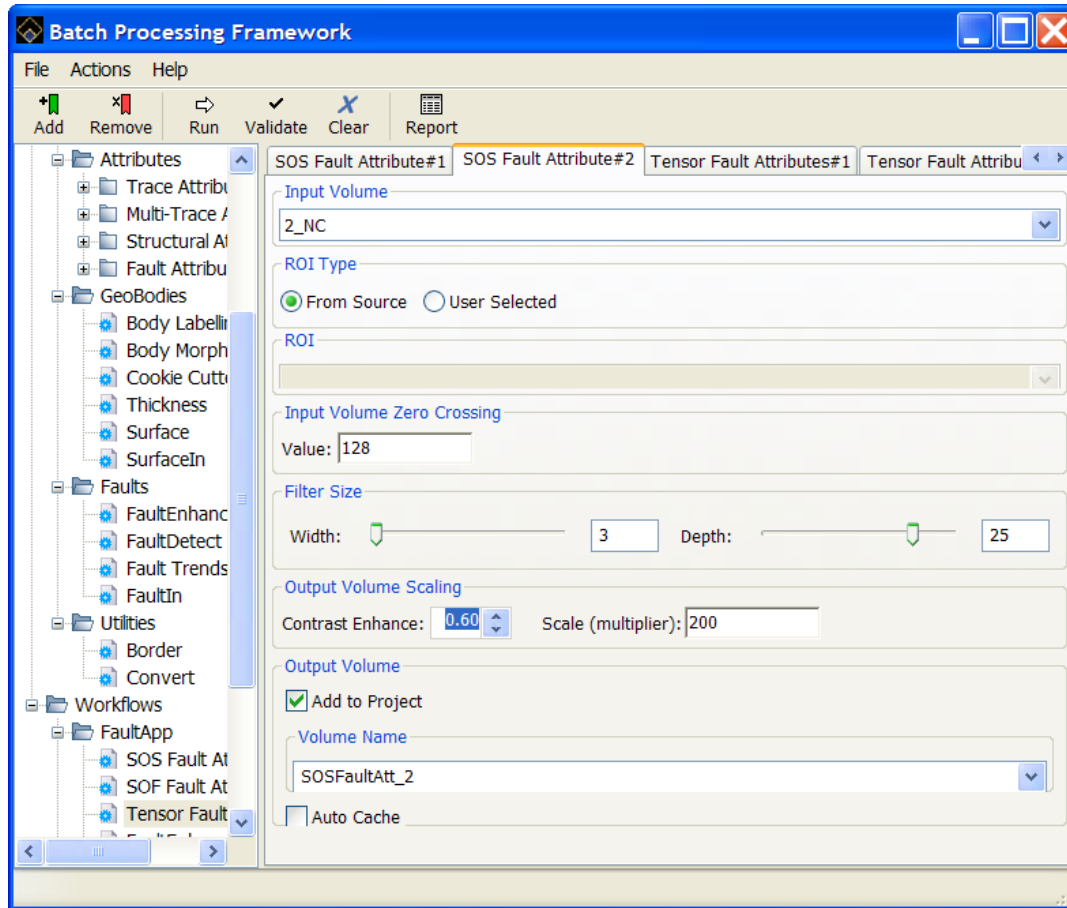 Batch Processing Framework
File Actions Help
Add Remove Run Validate Clear Report
Attributes
Trace Attribu
Multi-Trace A
Structural At
Fault Attribu
GeoBodies
Body Labellin
Body Morph
Cookie Cutte
Thickness
Surface
SurfaceIn
Faults
FaultEnhanc
FaultDetect
Fault Trends
FaultIn
Utilities
Border
Convert
Workflows
FaultApp
SOS Fault At
SOF Fault At
Tensor Fault
SOS Fault Attribute#1 SOS Fault Attribute#2 Tensor Fault Attributes#1 Tensor Fault Attribu
Input Volume
2_NC
ROI Type
From Source User Selected
ROI
Input Volume Zero Crossing
Value: 128
Filter Size
Width: 3 Depth: 25
Output Volume Scaling
Contrast Enhance: 0.60 Scale (multiplier): 200
Output Volume
Add to Project
Volume Name
SOSFaultAtt_2
Auto Cache